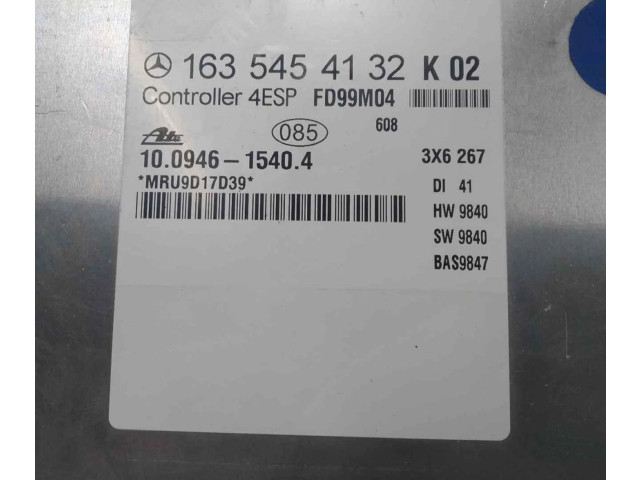 163 545 41 32 K 02
Controller 4ESP FD99M04
Ate 085 608
10.0946-1540.4 3X6 267
*MRU9D17D39* DI 41
HW 9840
SW 9840
BAS9847